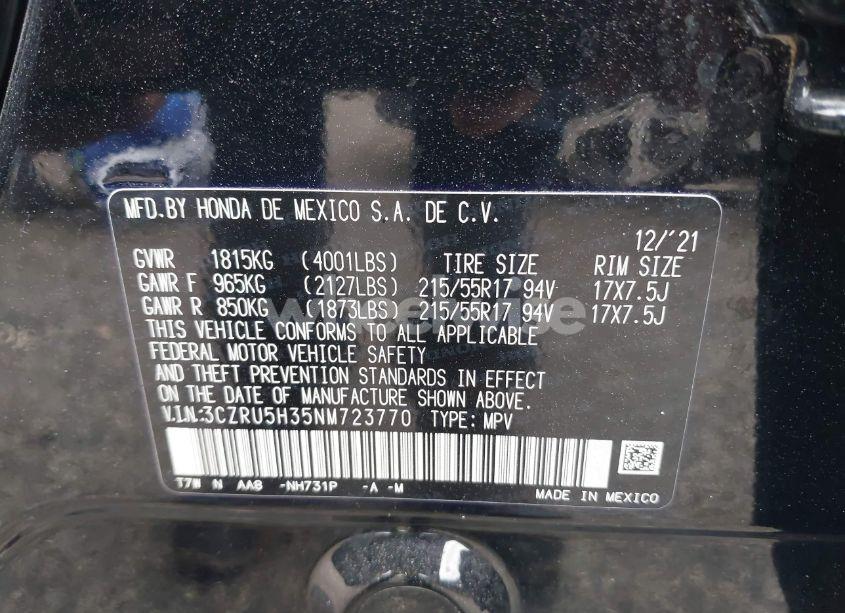 MFD.BY HONDA DE MEXICO S.A. DE C.V.
12/'21
GVWR 1815KG (4001LBS) TIRE SIZE RIM SIZE
GAWR F 965KG (2127LBS) 215/55R17 94V 17X7.5J
GAWR R 850KG (1873LBS) 215/55R17 94V 17X7.5J
THIS VEHICLE CONFORMS TO ALL APPLICABLE
FEDERAL MOTOR VEHICLE SAFETY
AND THEFT PREVENTION STANDARDS IN EFFECT
ON THE DATE OF MANUFACTURE SHOWN ABOVE.
V.I.N.:3CZRU5H35NM723770 TYPE: MPV
T7W N AA8 -NH731P -A -M
MADE IN MEXICO